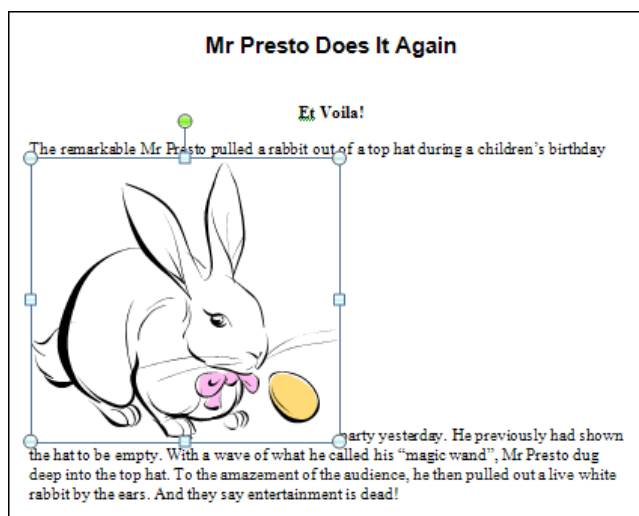 Mr Presto Does It Again
Et Voila!
The remarkable Mr Presto pulled a rabbit out of a top hat during a children's birthday
party yesterday. He previously had shown
the hat to be empty. With a wave of what he called his “magic wand”, Mr Presto dug
deep into the top hat. To the amazement of the audience, he then pulled out a live white
rabbit by the ears. And they say entertainment is dead!